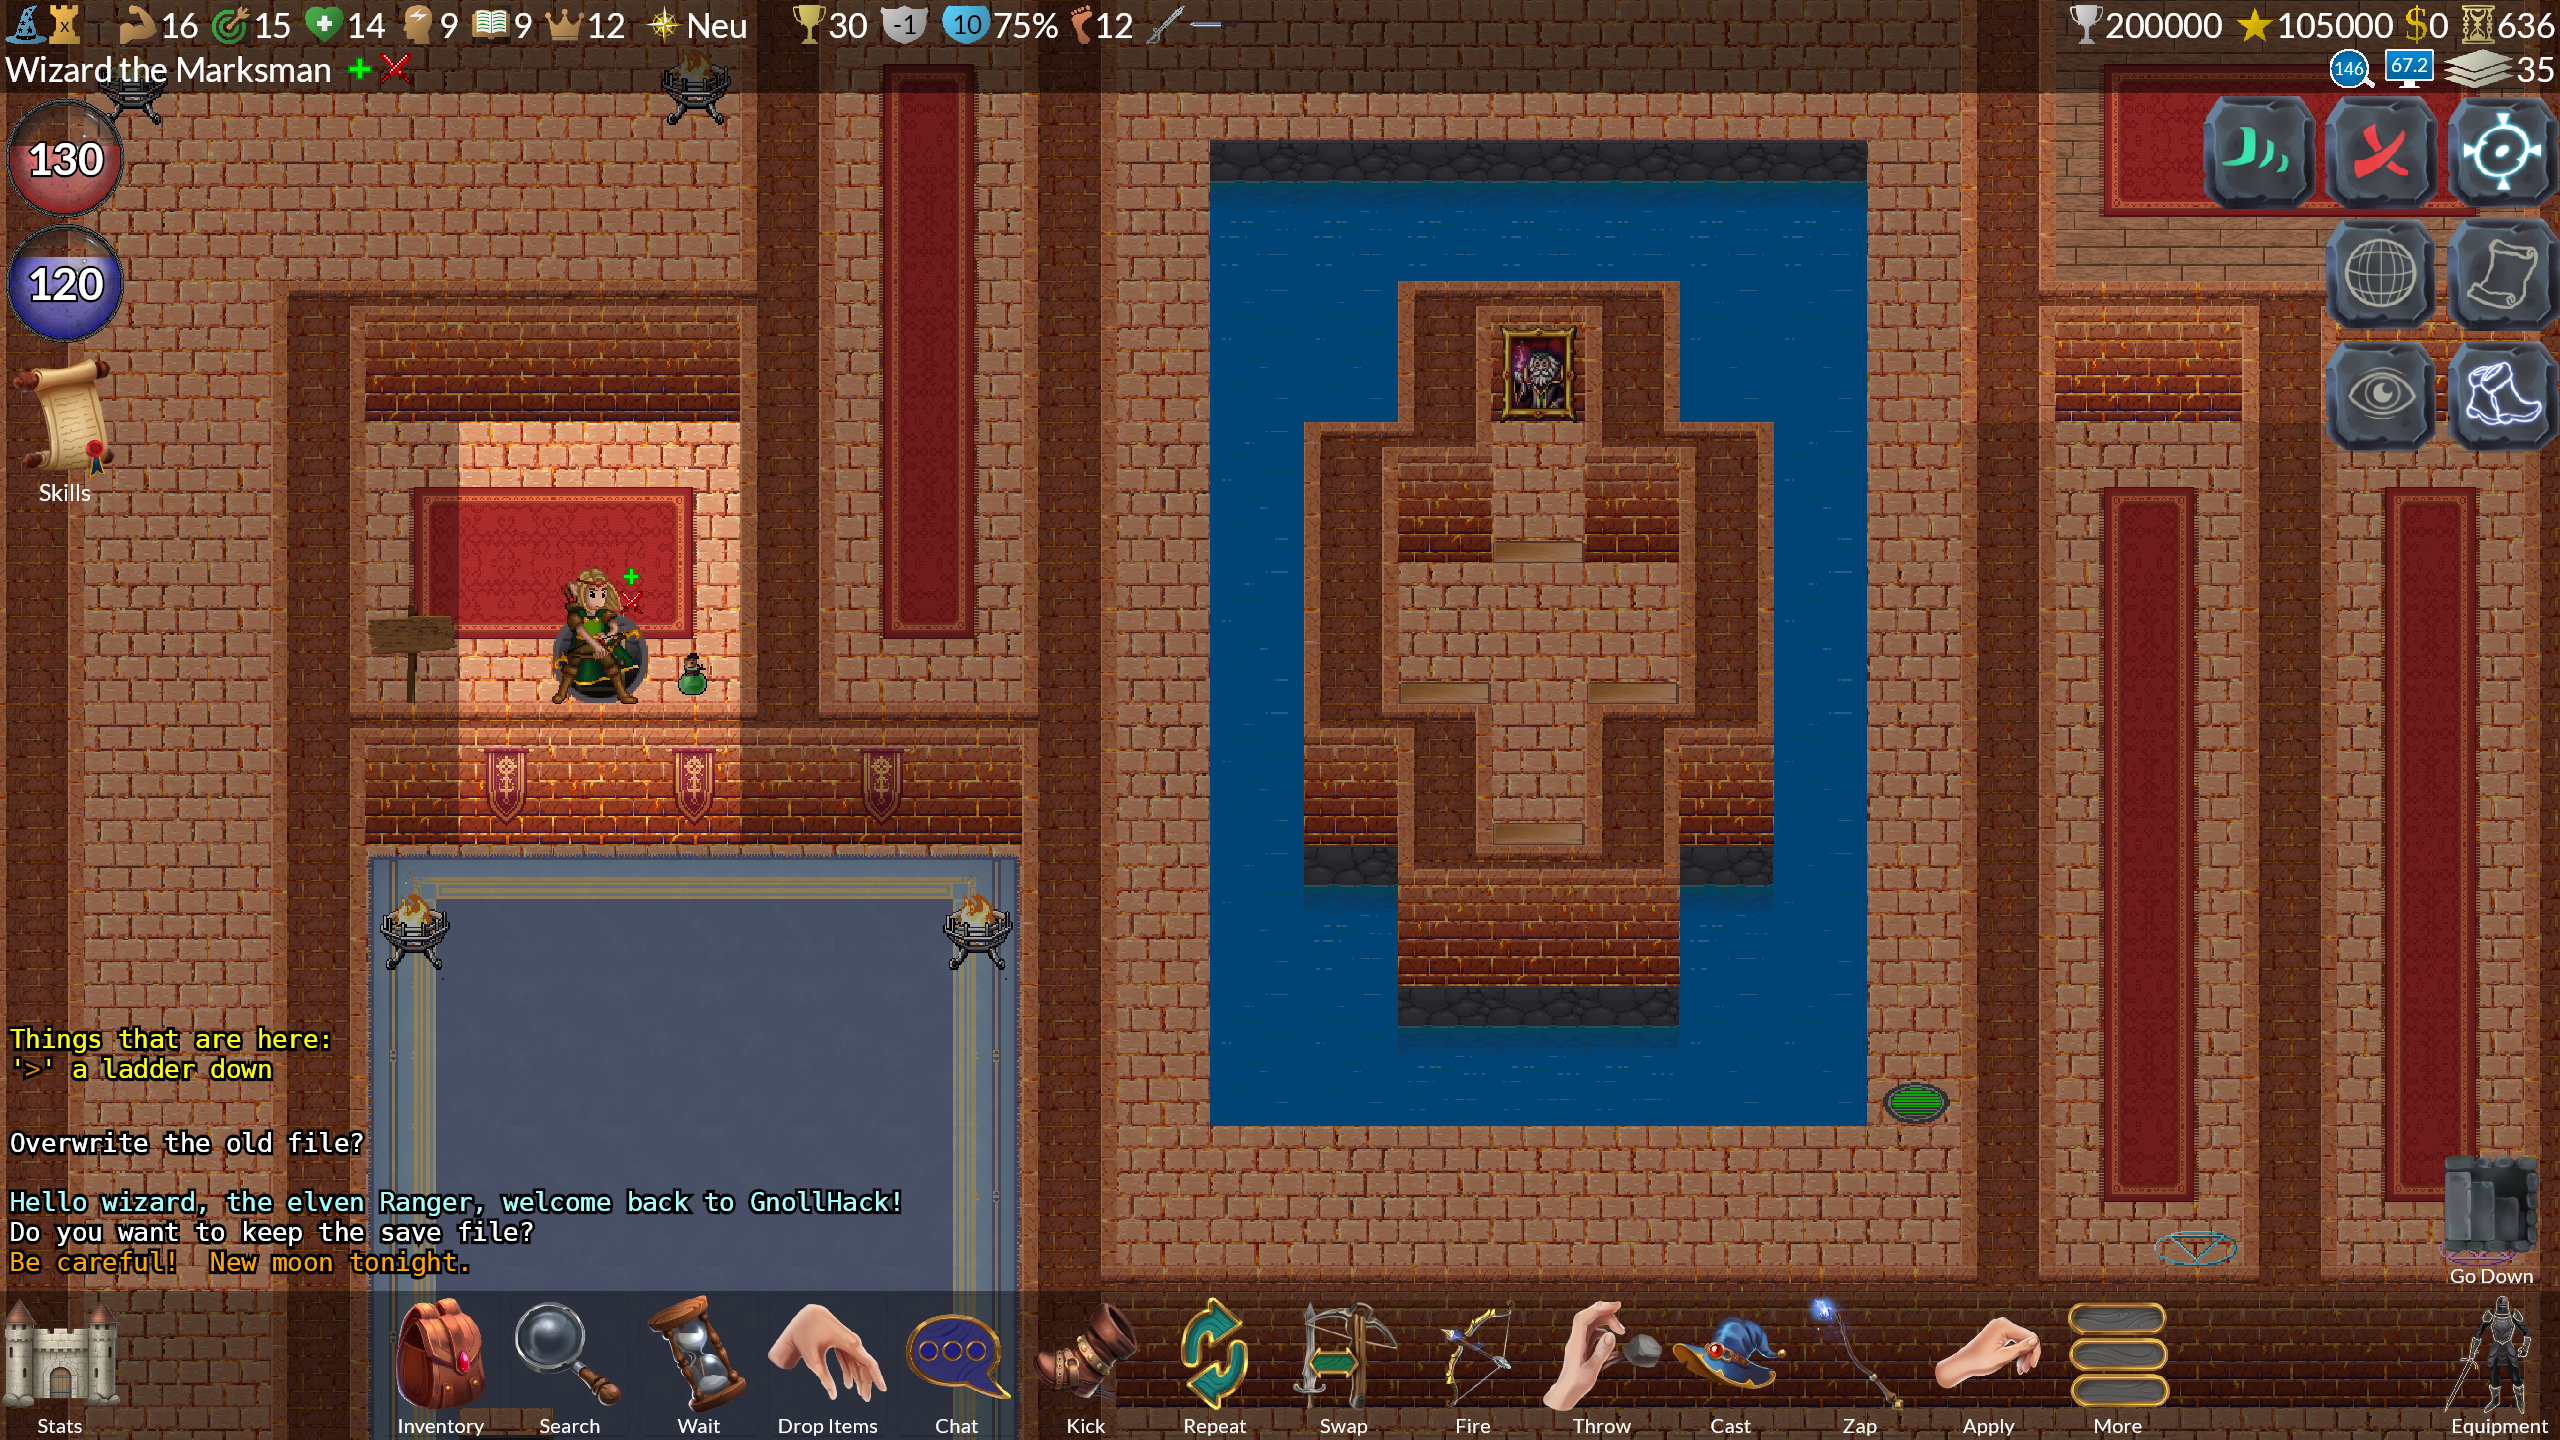 x 16 15 14 9 9 12 Neu 30 -1 10 75% 12 200000 105000 $0 636
Wizard the Marksman 146 67.2 35
130
120
Skills
Things that are here:
'>' a ladder down
Overwrite the old file?
Hello wizard, the elven Ranger, welcome back to GnollHack!
Do you want to keep the save file?
Be careful! New moon tonight.
Go Down
Stats Inventory Search Wait Drop Items Chat Kick Repeat Swap Fire Throw Cast Zap Apply More Equipment